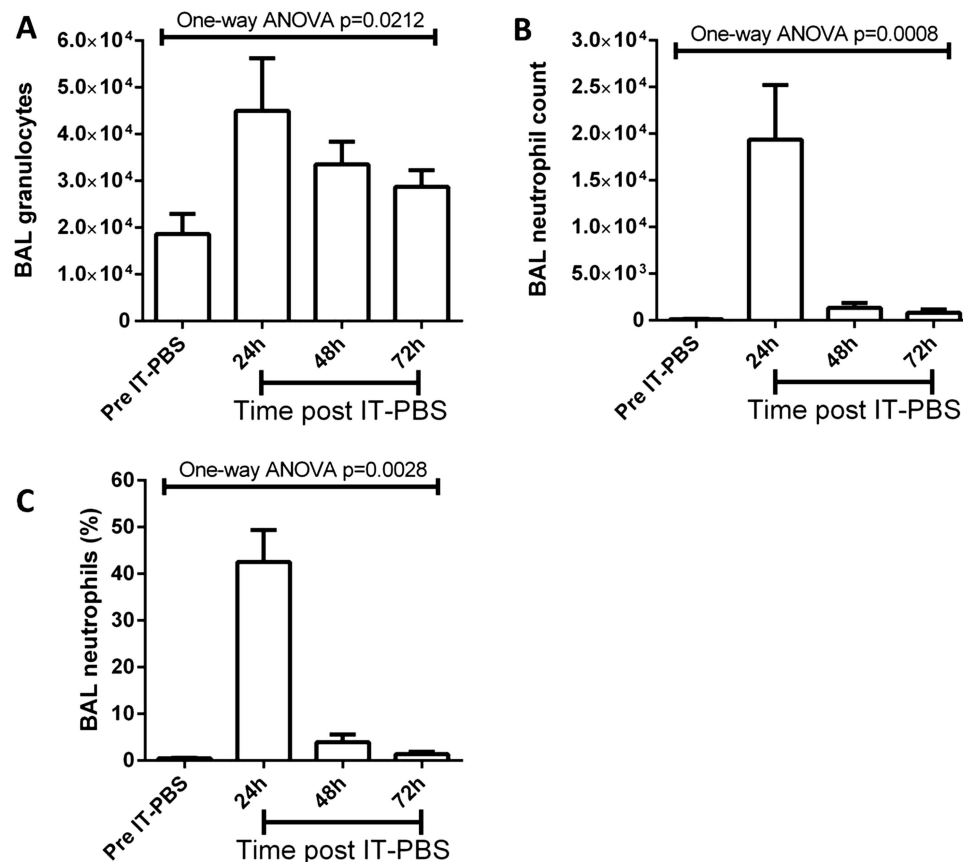 A
One-way ANOVA p=0.0212
BAL granulocytes
6.0×10⁴
5.0×10⁴
4.0×10⁴
3.0×10⁴
2.0×10⁴
1.0×10⁴
0
Pre IT-PBS
24h
48h
72h
Time post IT-PBS
B
One-way ANOVA p=0.0008
BAL neutrophil count
3.0×10⁴
2.5×10⁴
2.0×10⁴
1.5×10⁴
1.0×10⁴
5.0×10³
0
Pre IT-PBS
24h
48h
72h
Time post IT-PBS
C
One-way ANOVA p=0.0028
BAL neutrophils (%)
60
50
40
30
20
10
0
Pre IT-PBS
24h
48h
72h
Time post IT-PBS